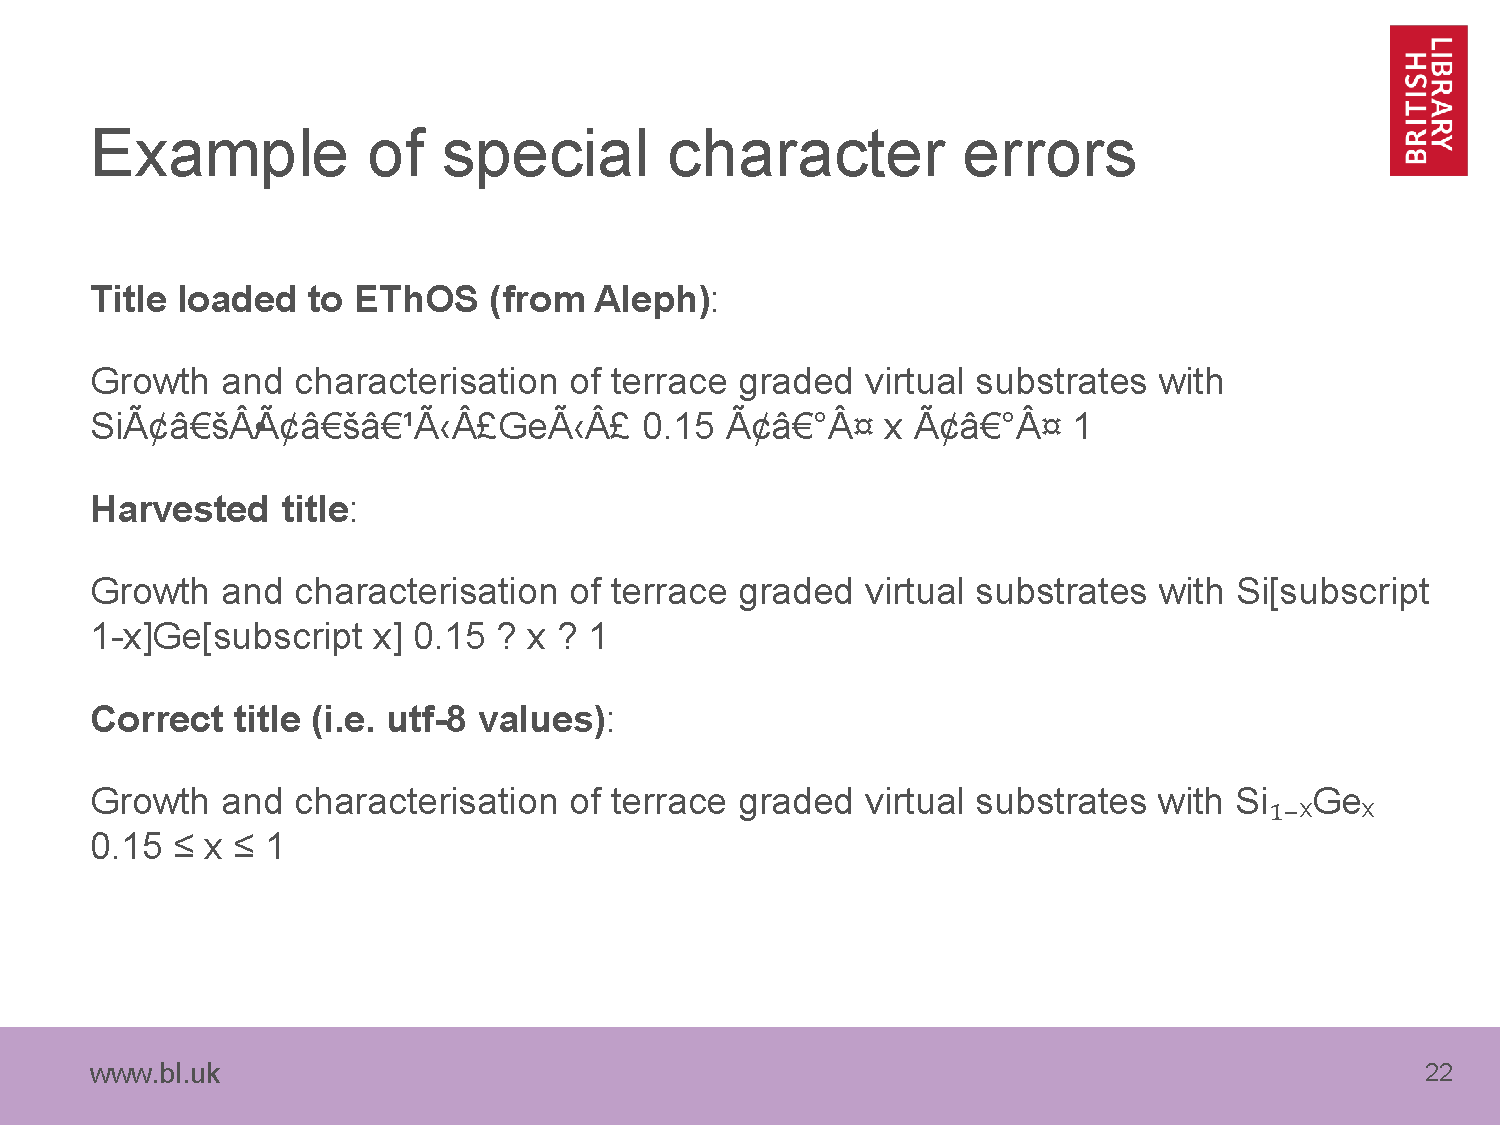 BRITISH
LIBRARY
Example of special character errors
Title loaded to EThOS (from Aleph):
Growth and characterisation of terrace graded virtual substrates with
SiÃ¢â€šÂÃ¢â€šâ€¹Ã‹Â£GeÃ‹Â£ 0.15 Ã¢â€°Â¤ x Ã¢â€°Â¤ 1
Harvested title:
Growth and characterisation of terrace graded virtual substrates with Si[subscript
1-x]Ge[subscript x] 0.15 ? x ? 1
Correct title (i.e. utf-8 values):
Growth and characterisation of terrace graded virtual substrates with Si₁₋ₓGeₓ
0.15 ≤ x ≤ 1
www.bl.uk
22